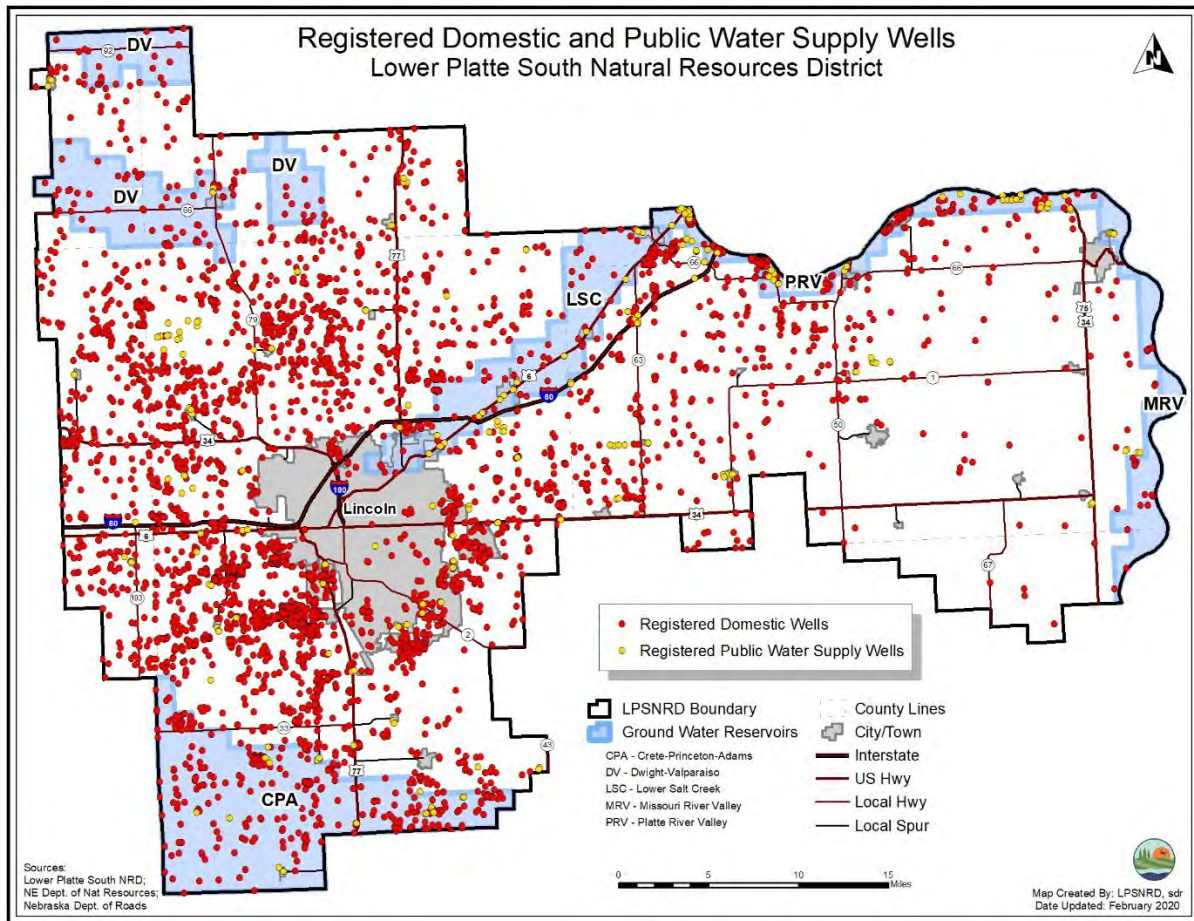 Registered Domestic and Public Water Supply Wells
Lower Platte South Natural Resources District
N
DV
92
DV
DV
66
77
79
LSC
66
PRV
66
75
34
6
80
63
1
MRV
50
34
180
Lincoln
80
6
34
103
67
2
33
43
77
CPA
Registered Domestic Wells
Registered Public Water Supply Wells
LPSNRD Boundary
Ground Water Reservoirs
CPA - Crete-Princeton-Adams
DV - Dwight-Valparaiso
LSC - Lower Salt Creek
MRV - Missouri River Valley
PRV - Platte River Valley
County Lines
City/Town
Interstate
US Hwy
Local Hwy
Local Spur
0 5 10 15
Miles
Sources:
Lower Platte South NRD;
NE Dept. of Nat Resources;
Nebraska Dept. of Roads
Map Created By: LPSNRD, sdr
Date Updated: February 2020